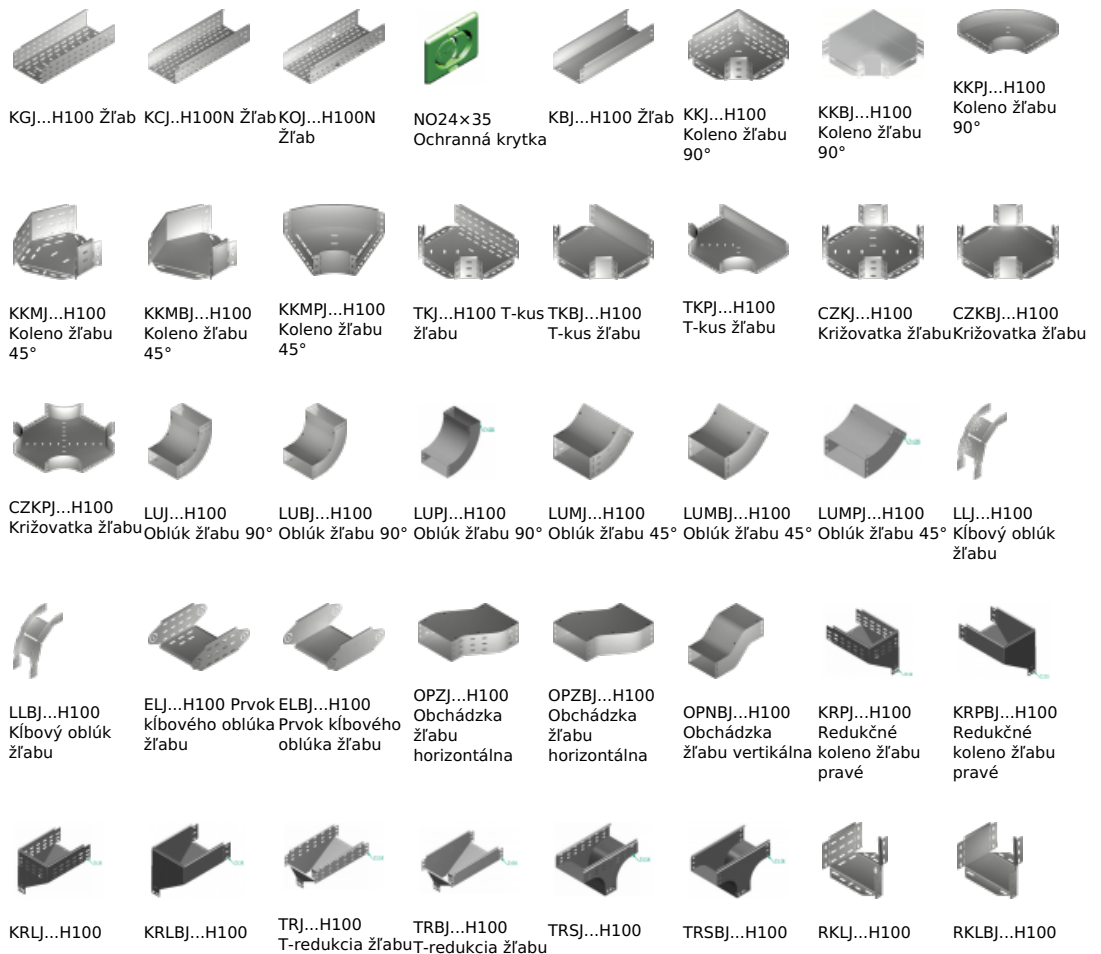 KGJ...H100 Žľab
KCJ..H100N Žľab
KOJ...H100N
Žľab
NO24×35
Ochranná krytka
KBJ...H100 Žľab
KKJ...H100
Koleno žľabu
90°
KKBJ...H100
Koleno žľabu
90°
KKPJ...H100
Koleno žľabu
90°
KKMJ...H100
Koleno žľabu
45°
KKMBJ...H100
Koleno žľabu
45°
KKMPJ...H100
Koleno žľabu
45°
TKJ...H100 T-kus
žľabu
TKBJ...H100
T-kus žľabu
TKPJ...H100
T-kus žľabu
CZKJ...H100
Križovatka žľabu
CZKBJ...H100
Križovatka žľabu
CZKPJ...H100
Križovatka žľabu
LUJ...H100
Oblúk žľabu 90°
LUBJ...H100
Oblúk žľabu 90°
LUPJ...H100
Oblúk žľabu 90°
LUMJ...H100
Oblúk žľabu 45°
LUMBJ...H100
Oblúk žľabu 45°
LUMPJ...H100
Oblúk žľabu 45°
LLJ...H100
Kĺbový oblúk
žľabu
LLBJ...H100
Kĺbový oblúk
žľabu
ELJ...H100 Prvok
kĺbového oblúka
žľabu
ELBJ...H100
Prvok kĺbového
oblúka žľabu
OPZJ...H100
Obchádzka
žľabu
horizontálna
OPZBJ...H100
Obchádzka
žľabu
horizontálna
OPNBJ...H100
Obchádzka
žľabu vertikálna
KRPJ...H100
Redukčné
koleno žľabu
pravé
KRPBJ...H100
Redukčné
koleno žľabu
pravé
KRLJ...H100
KRLBJ...H100
TRJ...H100
T-redukcia žľabu
TRBJ...H100
T-redukcia žľabu
TRSJ...H100
TRSBJ...H100
RKLJ...H100
RKLBJ...H100